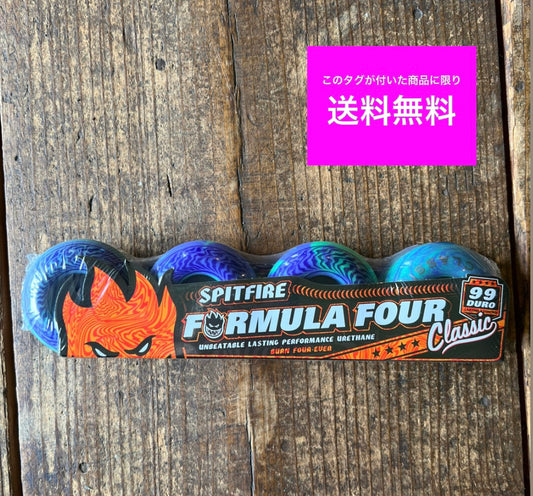 このタグが付いた商品に限り
送料無料
SPITFIRE
FORMULA FOUR
UNBEATABLE LASTING PERFORMANCE URETHANE
BURN FOUR-EVER
99
DURO
Classic